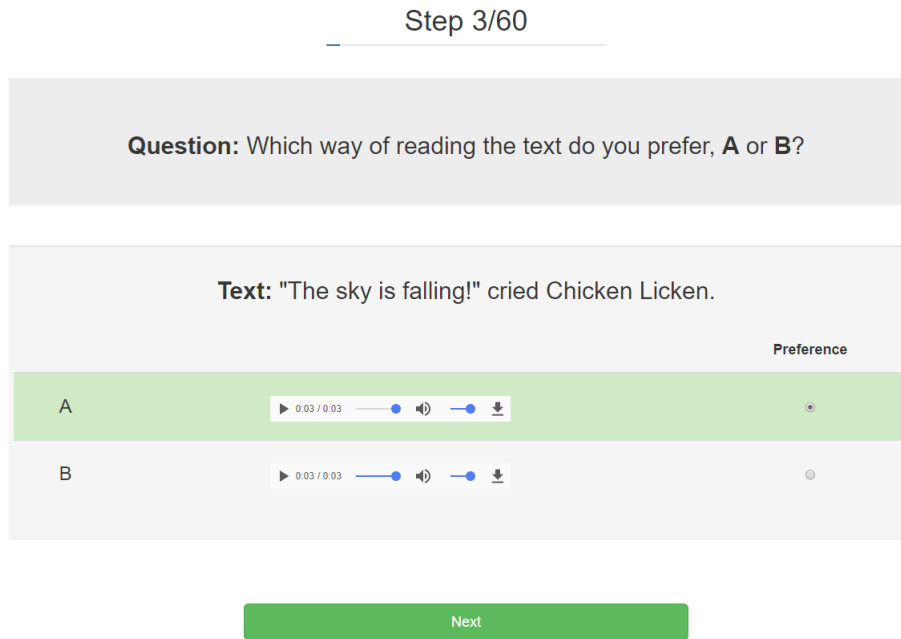 Step 3/60
Question: Which way of reading the text do you prefer, A or B?
Text: "The sky is falling!" cried Chicken Licken.
Preference
A 0:03 / 0:03
B 0:03 / 0:03
Next